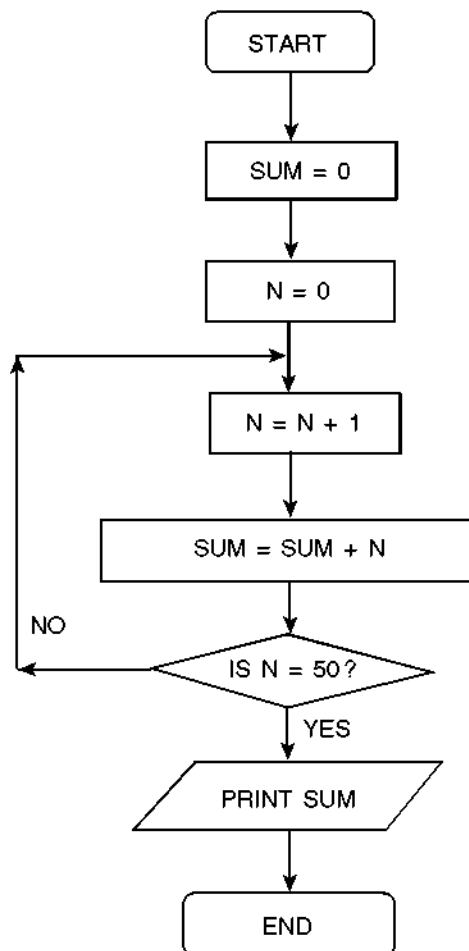 START
SUM = 0
N = 0
N = N + 1
SUM = SUM + N
NO
IS N = 50?
YES
PRINT SUM
END